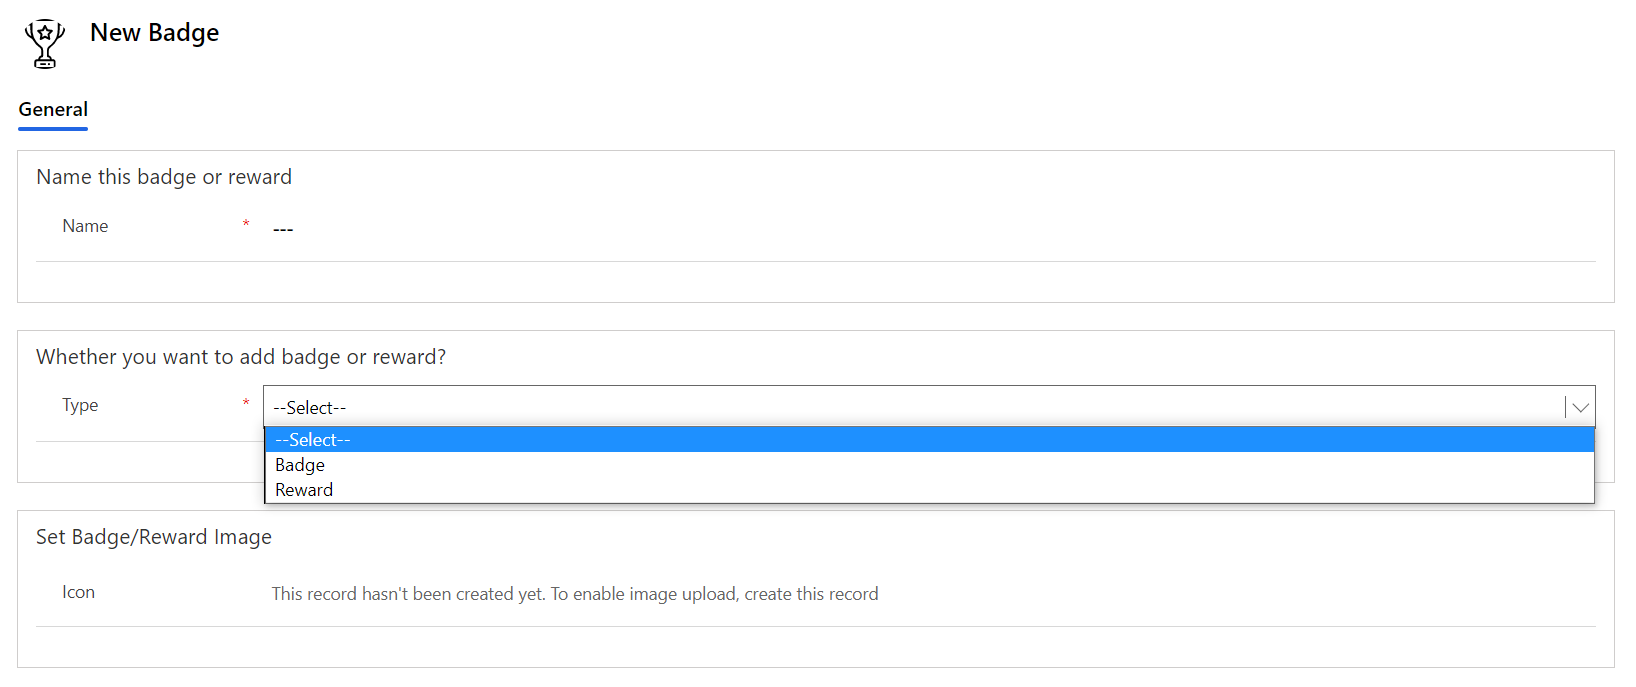 New Badge
General
Name this badge or reward
Name * ---
Whether you want to add badge or reward?
Type * --Select--
--Select--
Badge
Reward
Set Badge/Reward Image
Icon This record hasn't been created yet. To enable image upload, create this record